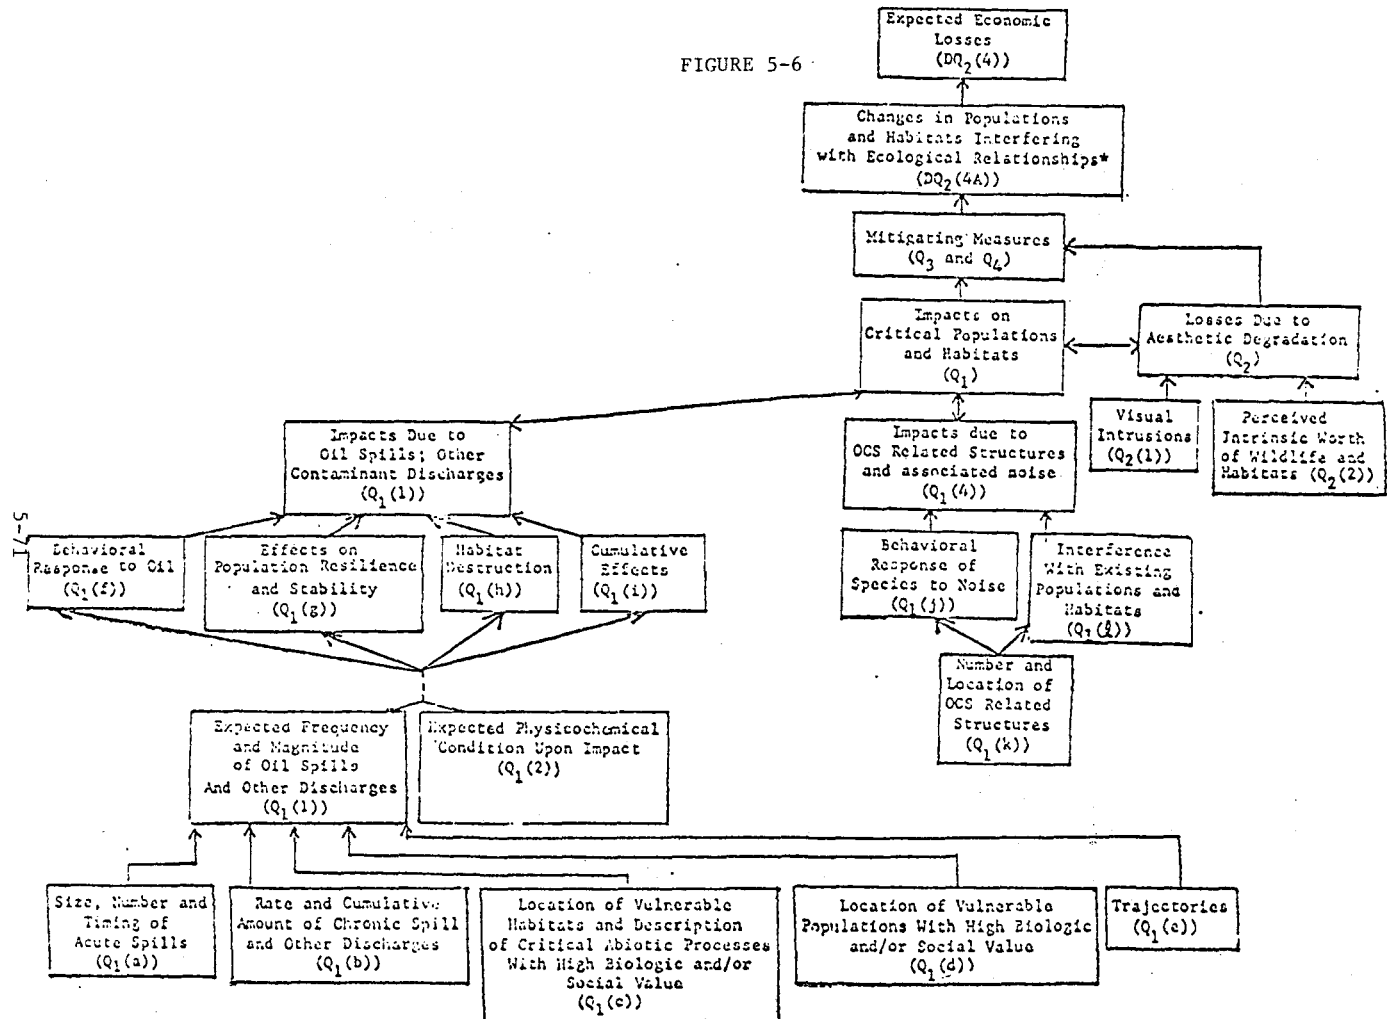 FIGURE 5-6
Expected Economic
Losses
(DQ2(4))
Changes in Populations
and Habitats Interfering
with Ecological Relationships*
(DQ2(4A))
Mitigating Measures
(Q3 and Q4)
Impacts on
Critical Populations
and Habitats
(Q1)
Losses Due to
Aesthetic Degradation
(Q2)
Visual
Intrusions
(Q2(1))
Perceived
Intrinsic Worth
of Wildlife and
Habitats (Q2(2))
Impacts Due to
Oil Spills; Other
Contaminant Discharges
(Q1(1))
Impacts due to
OCS Related Structures
and associated noise
(Q1(4))
5-71
Behavioral
Response to Oil
(Q1(f))
Effects on
Population Resilience
and Stability
(Q1(g))
Habitat
Destruction
(Q1(h))
Cumulative
Effects
(Q1(i))
Behavioral
Response of
Species to Noise
(Q1(j))
Interference
With Existing
Populations and
Habitats
(Q1(l))
Number and
Location of
OCS Related
Structures
(Q1(k))
Expected Frequency
and Magnitude
of Oil Spills
And Other Discharges
(Q1(1))
Expected Physicochemical
Condition Upon Impact
(Q1(2))
Size, Number and
Timing of
Acute Spills
(Q1(a))
Rate and Cumulative
Amount of Chronic Spill
and Other Discharges
(Q1(b))
Location of Vulnerable
Habitats and Description
of Critical Abiotic Processes
With High Biologic and/or
Social Value
(Q1(c))
Location of Vulnerable
Populations With High Biologic
and/or Social Value
(Q1(d))
Trajectories
(Q1(e))